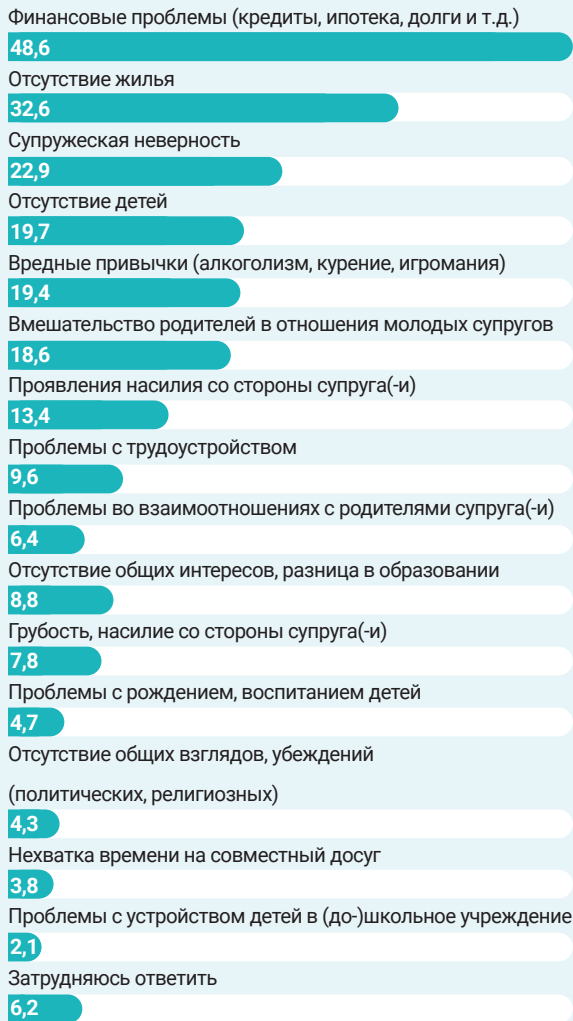 Финансовые проблемы (кредиты, ипотека, долги и т.д.)
48,6
Отсутствие жилья
32,6
Супружеская неверность
22,9
Отсутствие детей
19,7
Вредные привычки (алкоголизм, курение, игромания)
19,4
Вмешательство родителей в отношения молодых супругов
18,6
Проявления насилия со стороны супруга(-и)
13,4
Проблемы с трудоустройством
9,6
Проблемы во взаимоотношениях с родителями супруга(-и)
6,4
Отсутствие общих интересов, разница в образовании
8,8
Грубость, насилие со стороны супруга(-и)
7,8
Проблемы с рождением, воспитанием детей
4,7
Отсутствие общих взглядов, убеждений
(политических, религиозных)
4,3
Нехватка времени на совместный досуг
3,8
Проблемы с устройством детей в (до-)школьное учреждение
2,1
Затрудняюсь ответить
6,2